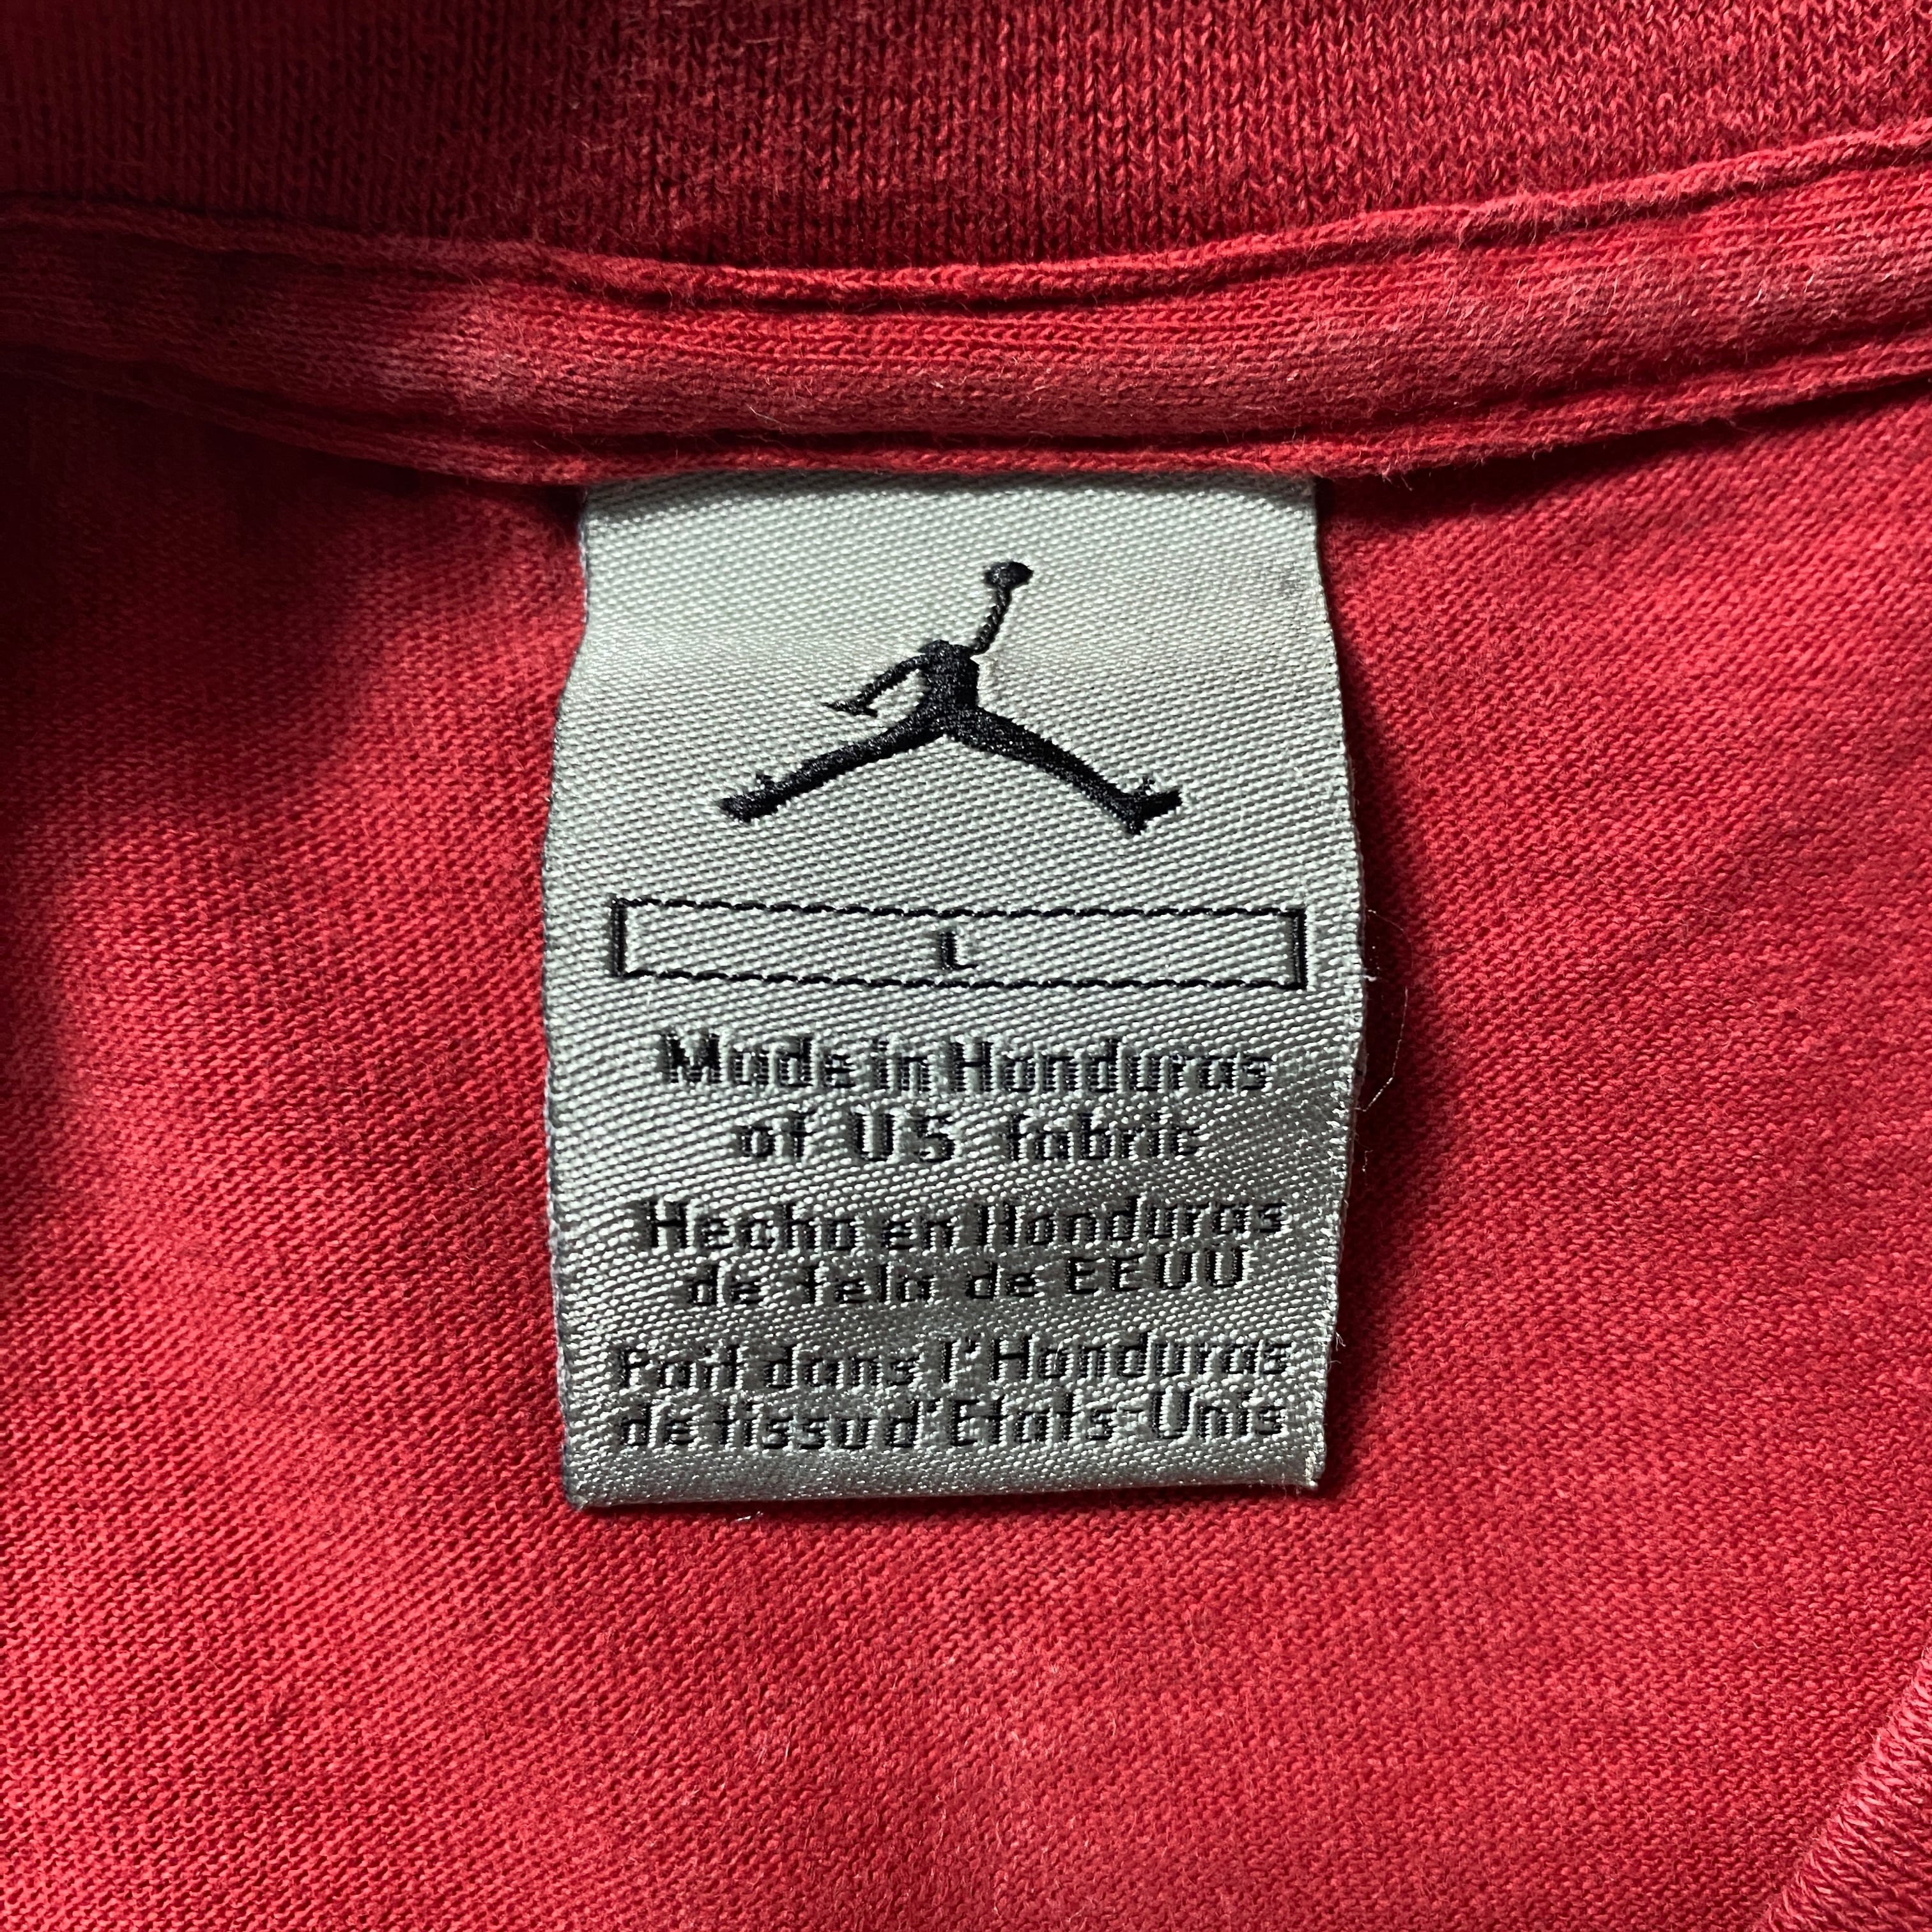 L
Made in Honduras
of US fabric
Hecho en Honduras
de tela de EEUU
Fait dans l'Honduras
de tissu d'Etats-Unis